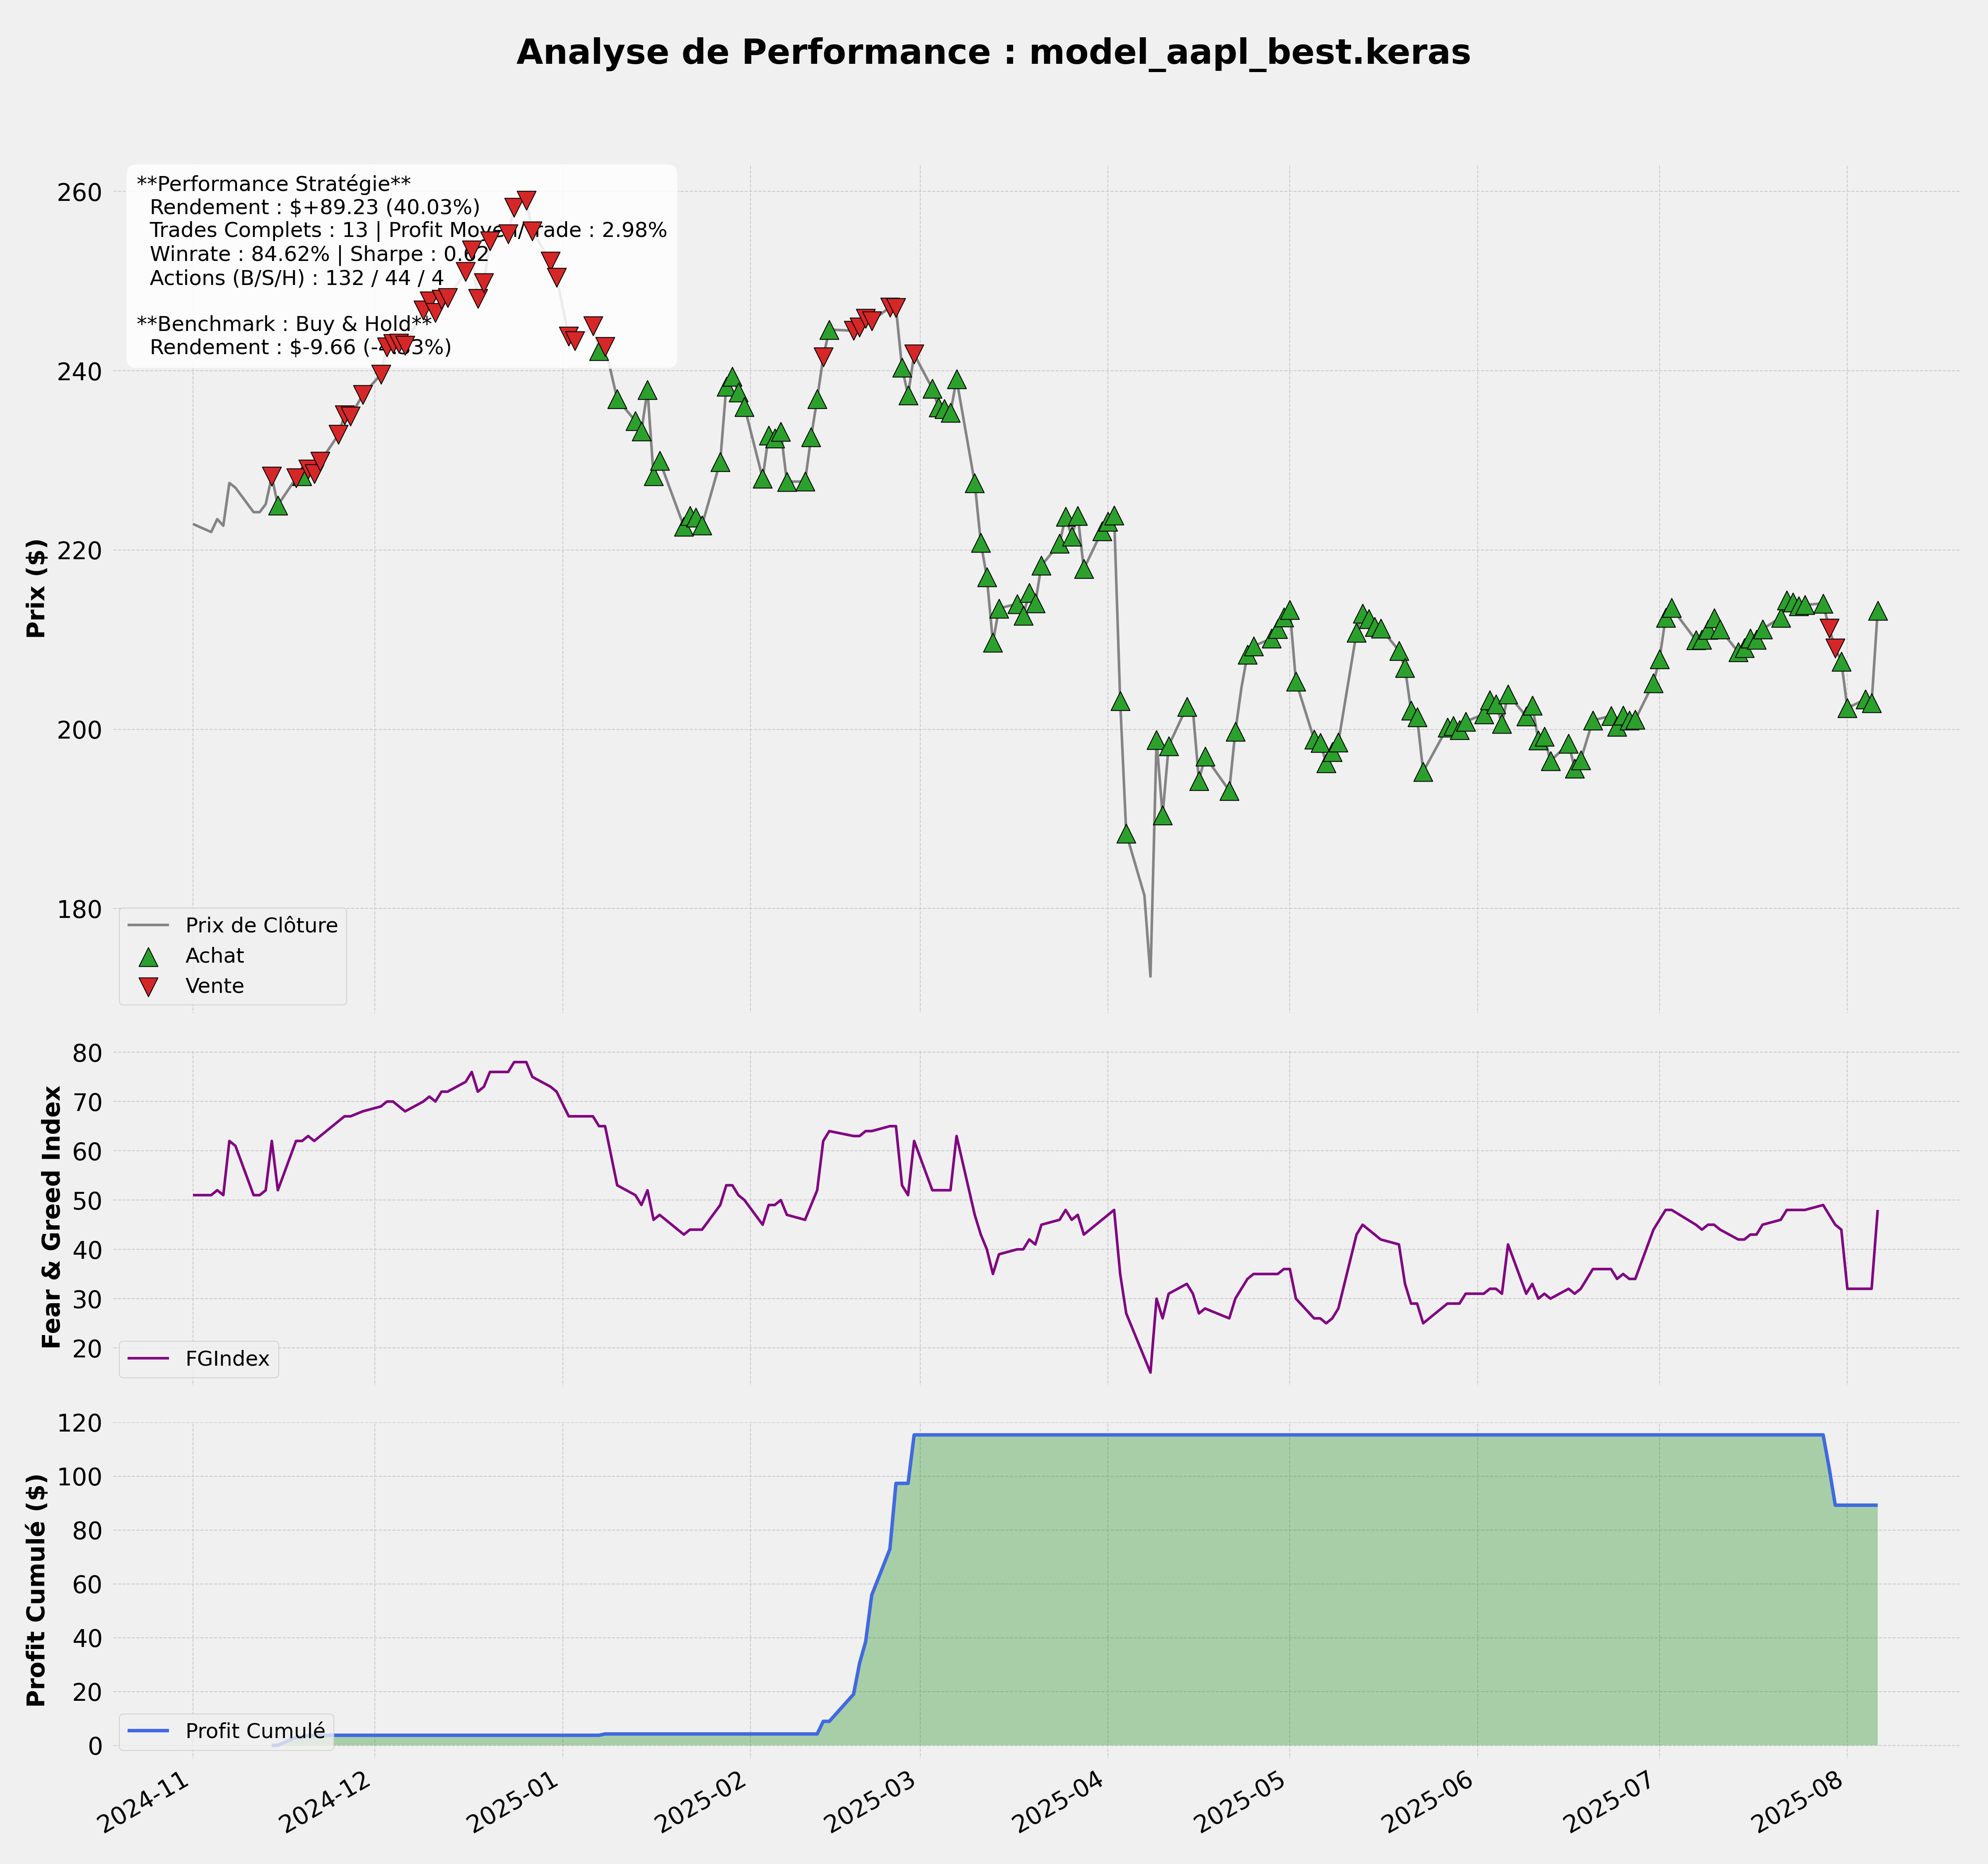 Analyse de Performance : model_aapl_best.keras
**Performance Stratégie**
Rendement : $+89.23 (40.03%)
Trades Complets : 13 | Profit Moyen/Trade : 2.98%
Winrate : 84.62% | Sharpe : 0.62
Actions (B/S/H) : 132 / 44 / 4
**Benchmark : Buy & Hold**
Rendement : $-9.66
260
240
220
200
180
Prix ($)
Prix de Clôture
Achat
Vente
80
70
60
50
40
30
20
Fear & Greed Index
FGIndex
120
100
80
60
40
20
0
Profit Cumulé ($)
Profit Cumulé
2024-11
2024-12
2025-01
2025-02
2025-03
2025-04
2025-05
2025-06
2025-07
2025-08